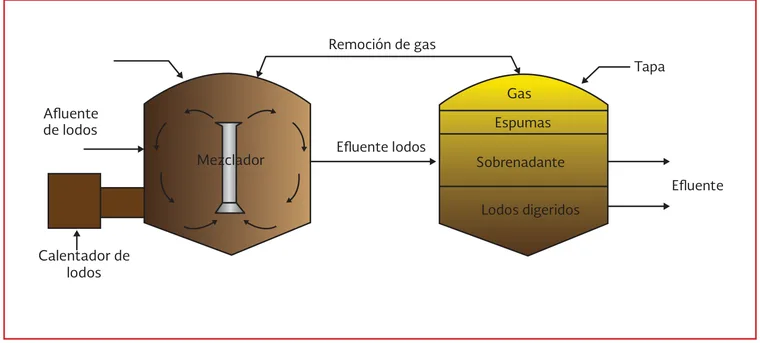 Remoción de gas
Tapa
Gas
Afluente
de lodos
Espumas
Mezclador
Efluente lodos
Sobrenadante
Efluente
Lodos digeridos
Calentador de
lodos